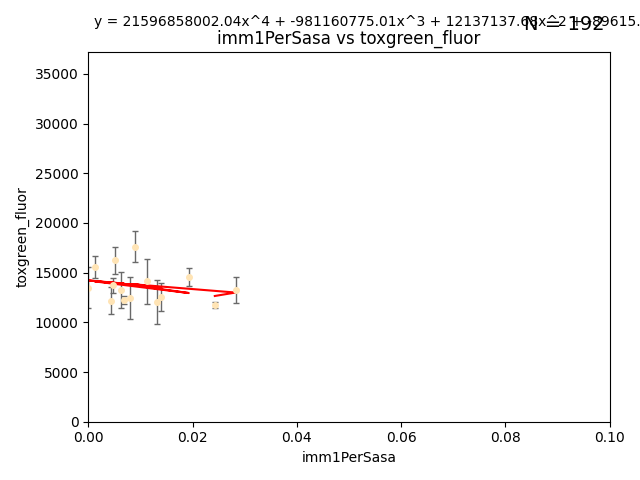 y = 21596858002.04x^4 + -981160775.01x^3 + 12137137.
N = 192
imm1PerSasa vs toxgreen_fluor
35000
30000
25000
20000
15000
10000
5000
0
toxgreen_fluor
0.00 0.02 0.04 0.06 0.08 0.10
imm1PerSasa